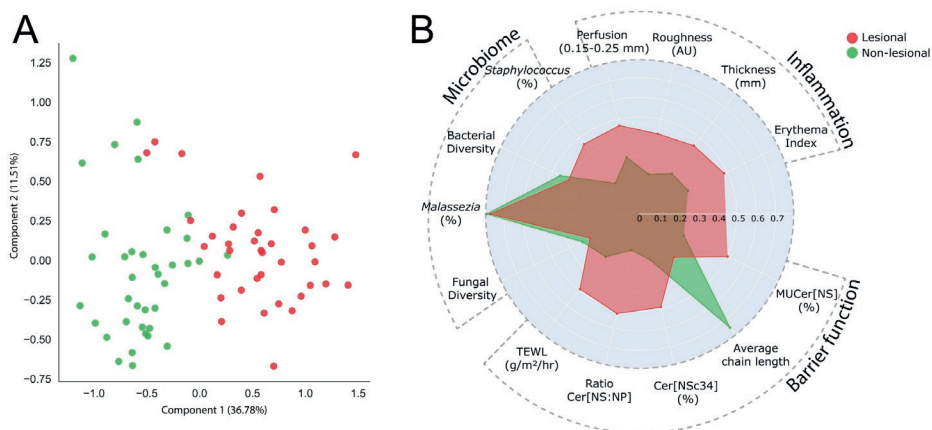 A
1.25
1.00
0.75
0.50
0.25
0.00
−0.25
−0.50
−0.75
Component 2 (11.51%)
−1.0 −0.5 0.0 0.5 1.0 1.5
Component 1 (36.78%)
B
Lesional
Non-lesional
Microbiome
Inflammation
Barrier function
Perfusion
(0.15-0.25 mm)
Roughness
(AU)
Thickness
(mm)
Erythema
Index
MUCer[NS]
(%)
Average
chain length
Cer[NSc34]
(%)
Ratio
Cer[NS:NP]
TEWL
(g/m²/hr)
Fungal
Diversity
Malassezia
(%)
Bacterial
Diversity
Staphylococcus
(%)
0 0.1 0.2 0.3 0.4 0.5 0.6 0.7